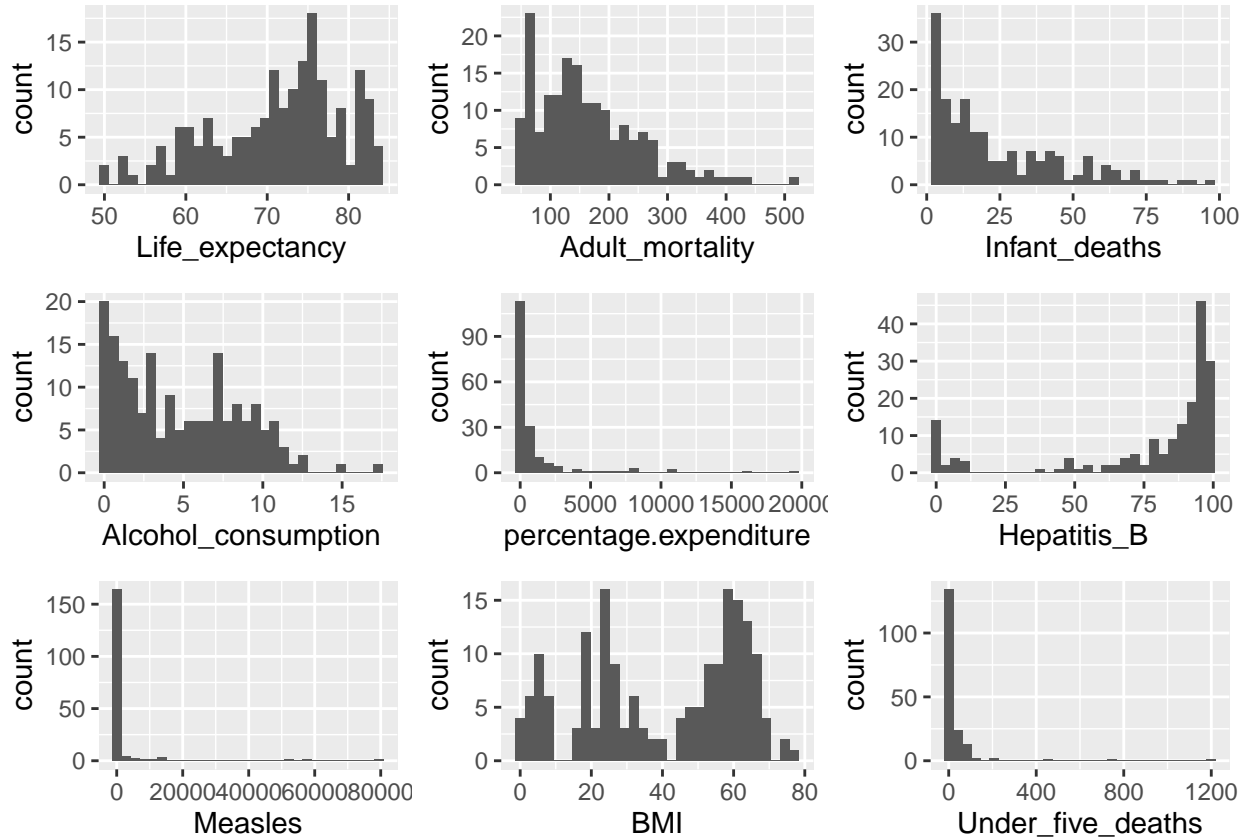 15
10
5
0
count
50 60 70 80
Life_expectancy
20
15
10
5
0
count
100 200 300 400 500
Adult_mortality
30
20
10
0
count
0 25 50 75 100
Infant_deaths
20
15
10
5
0
count
0 5 10 15
Alcohol_consumption
90
60
30
0
count
0 5000 10000 15000 20000
percentage.expenditure
40
30
20
10
0
count
0 25 50 75 100
Hepatitis_B
150
100
50
0
count
0 20000 40000 60000 80000
Measles
15
10
5
0
count
0 20 40 60 80
BMI
100
50
0
count
0 400 800 1200
Under_five_deaths